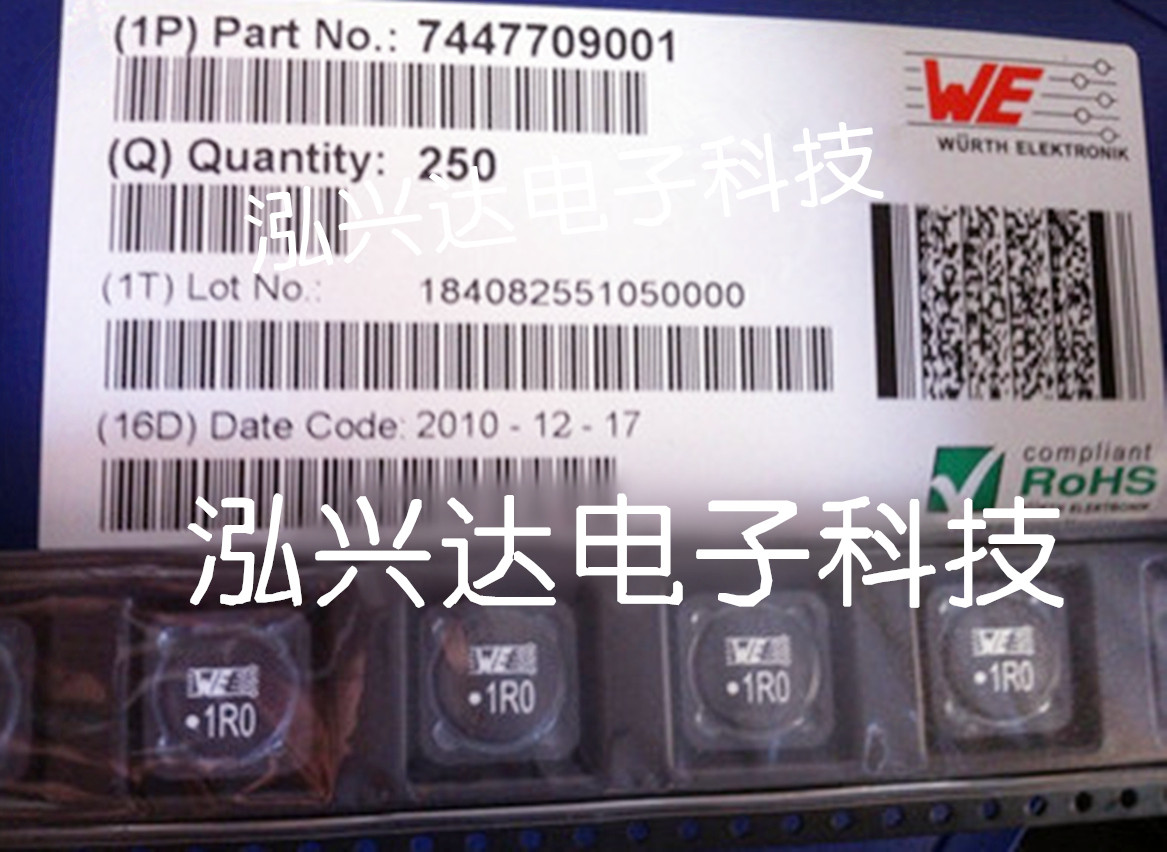 (1P) Part No.: 7447709001
WE
WÜRTH ELEKTRONIK
(Q) Quantity: 250
泓兴达电子科技
(1T) Lot No.: 184082551050000
(16D) Date Code: 2010 - 12 - 17
compliant
RoHS
ELEKTRONIK
泓兴达电子科技
WE
•1R0
WE
•1R0
WE
•1R0
WE
•1R0